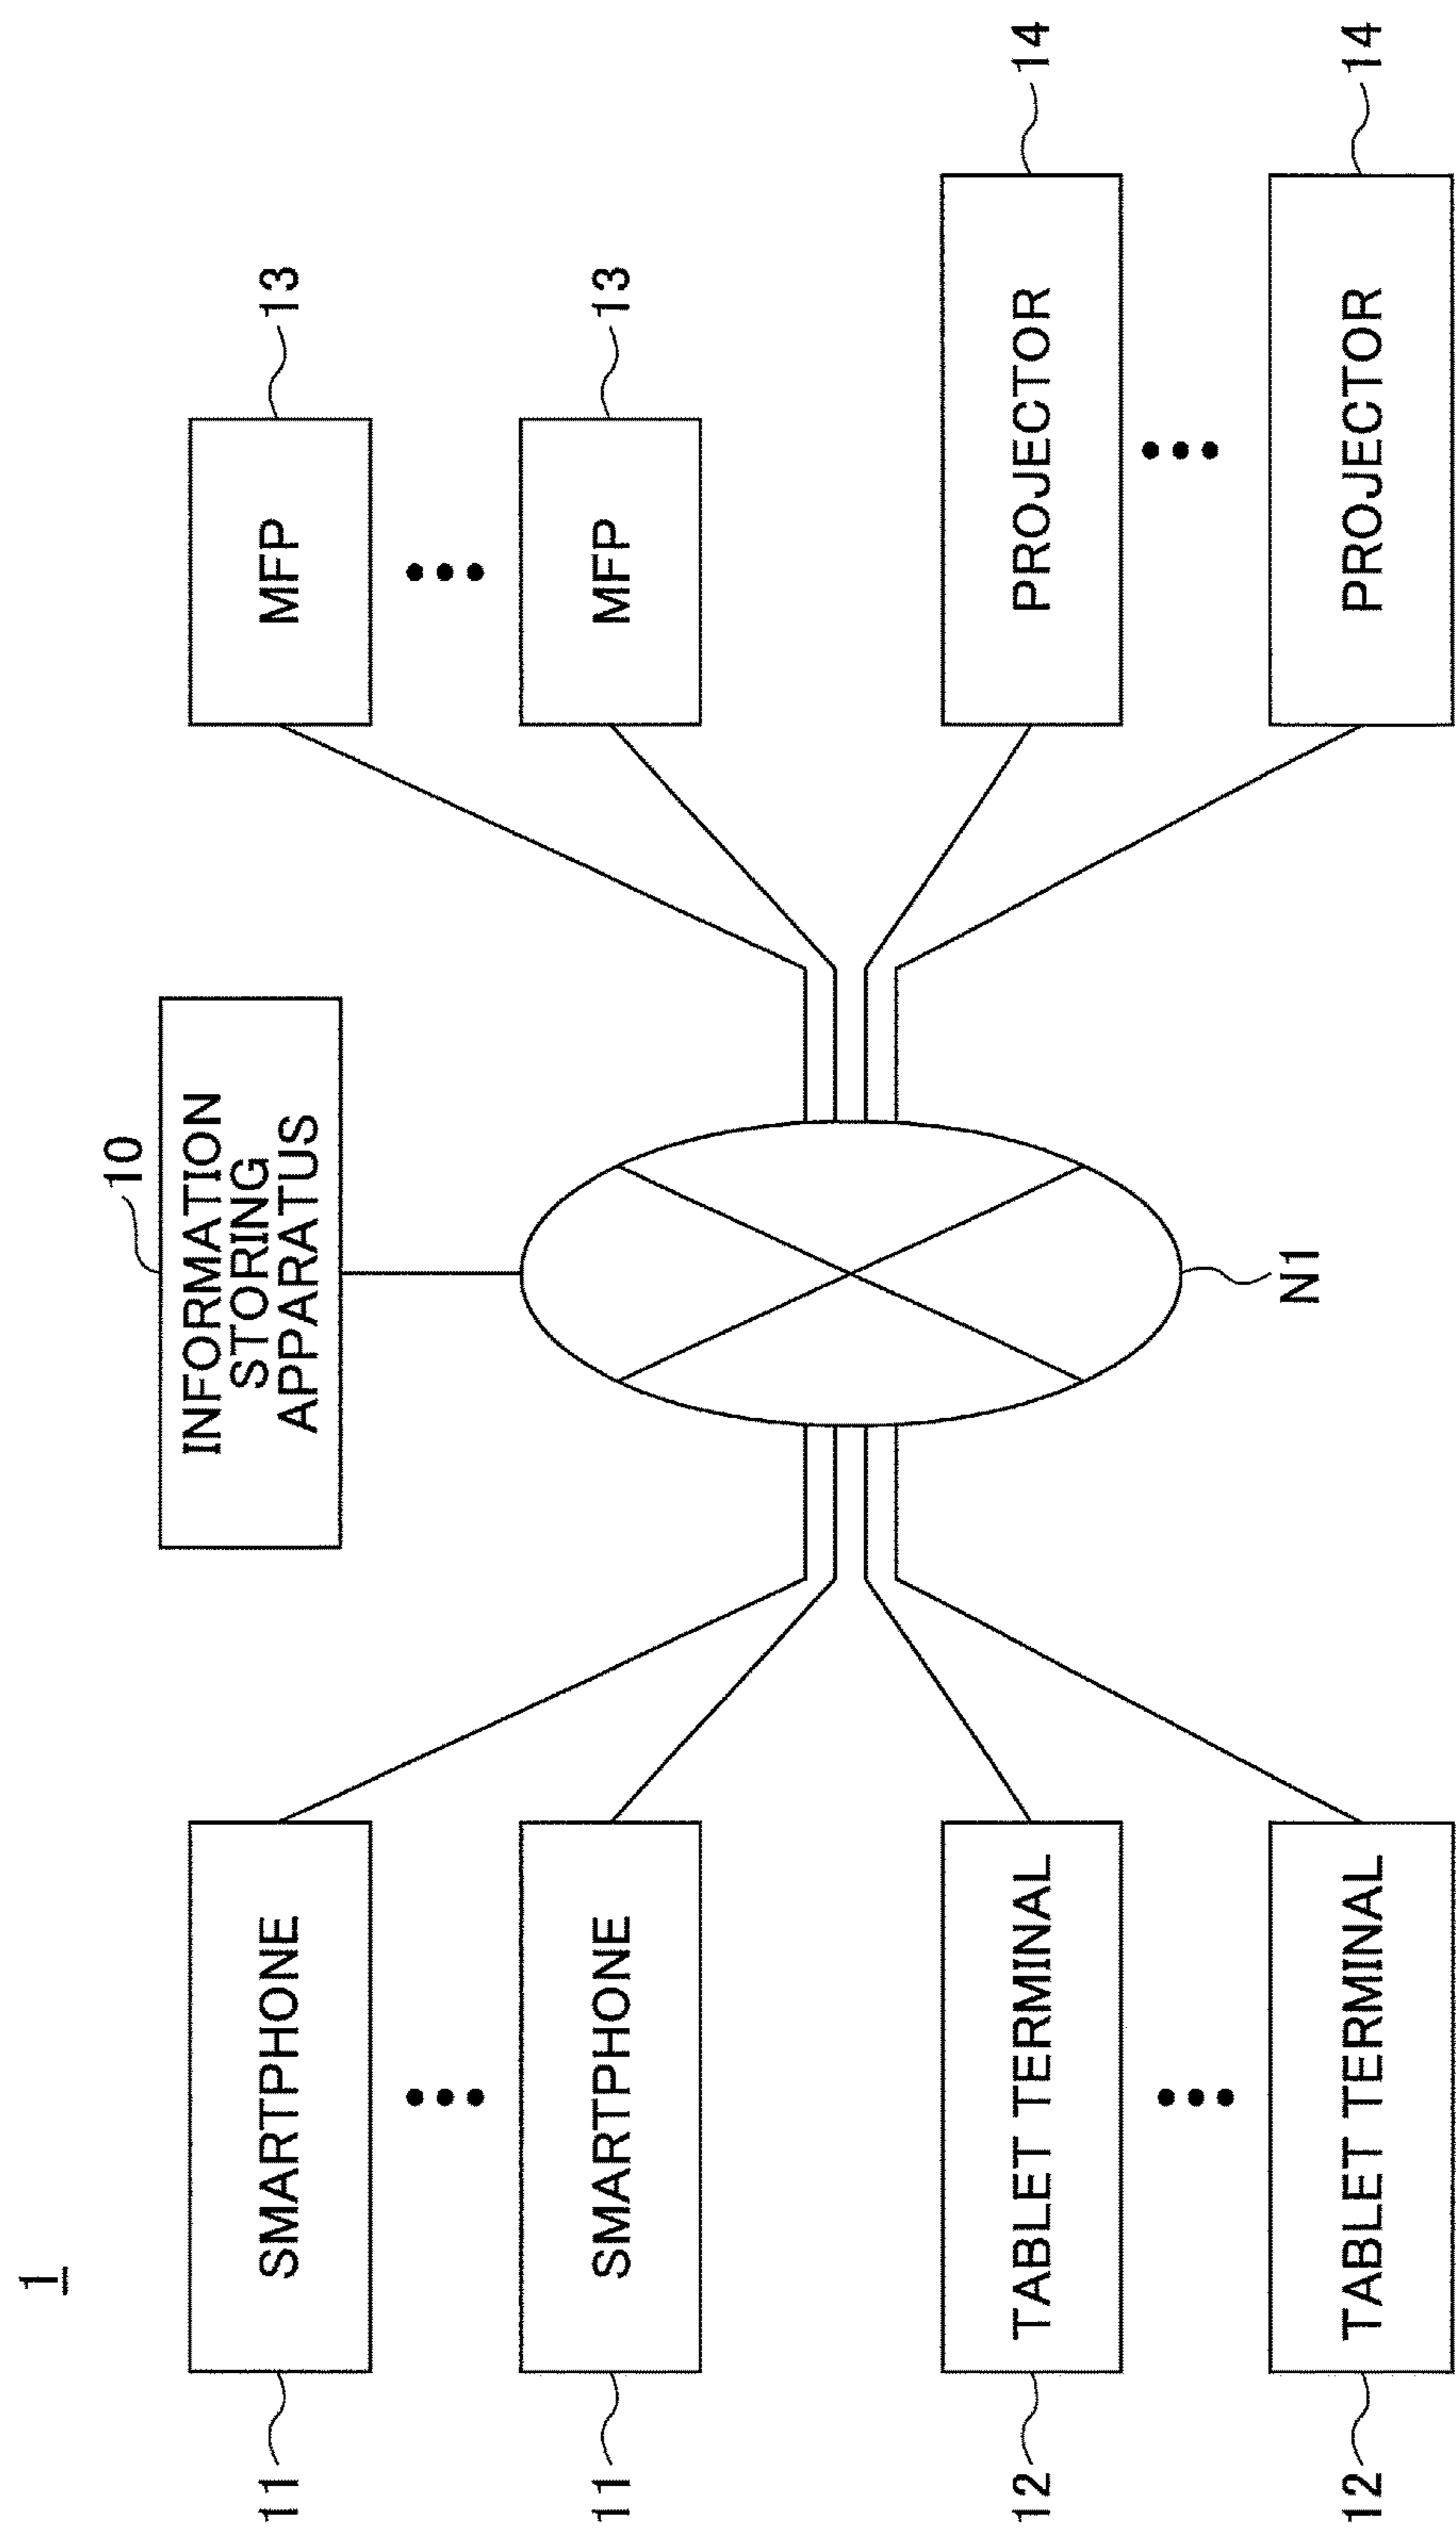 1
10
INFORMATION
STORING
APPARATUS
11
SMARTPHONE
MFP
13
11
SMARTPHONE
MFP
13
12
TABLET TERMINAL
PROJECTOR
14
12
TABLET TERMINAL
PROJECTOR
14
N1